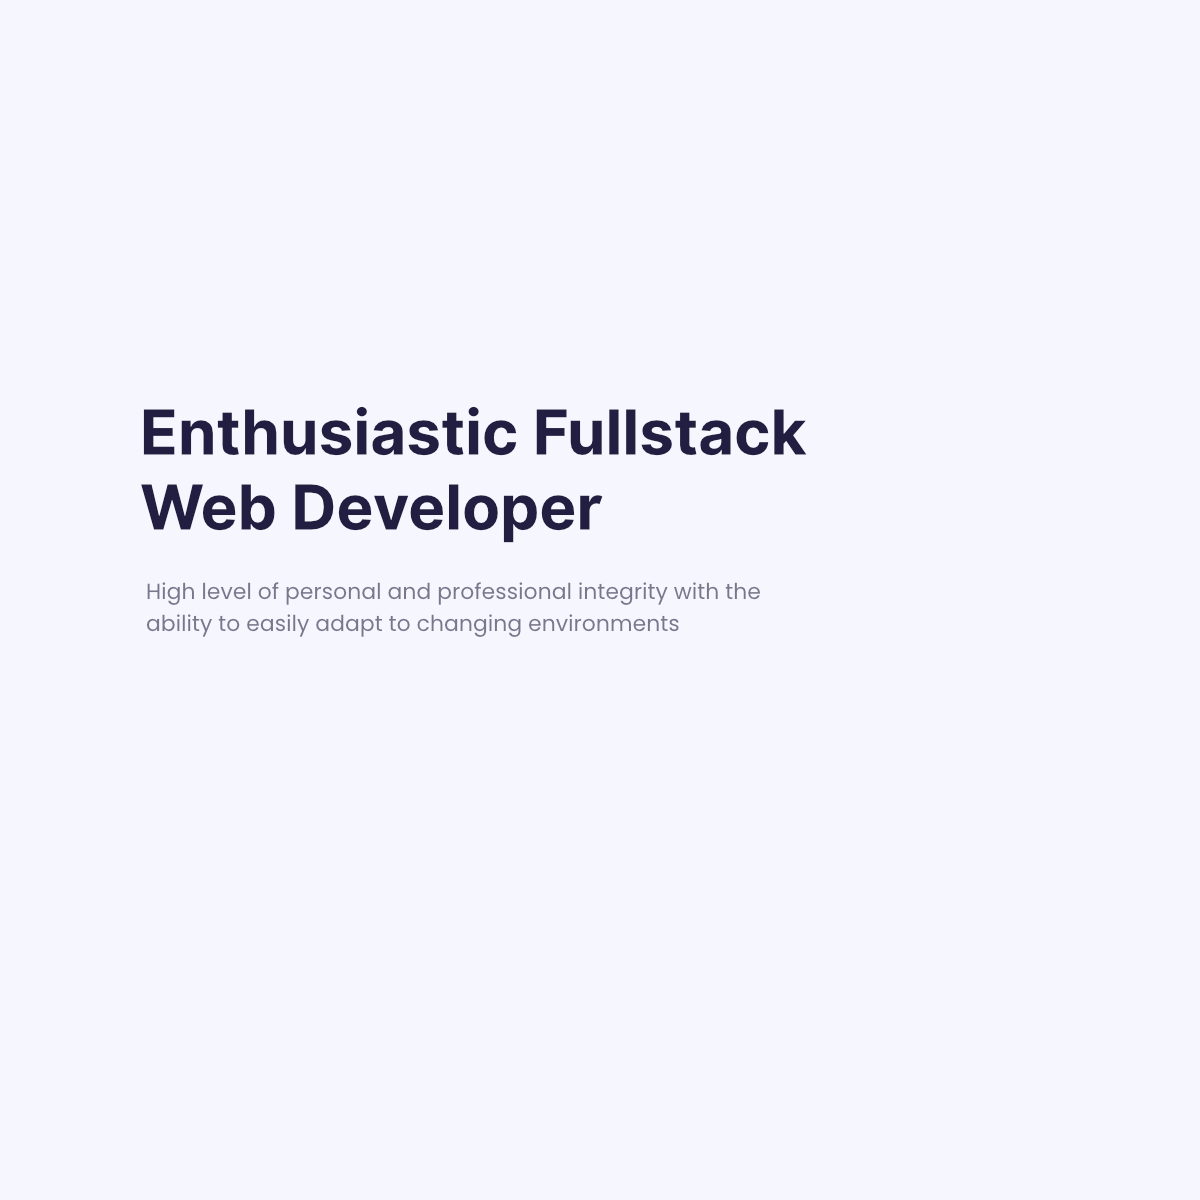 Enthusiastic Fullstack
Web Developer
High level of personal and professional integrity with the
ability to easily adapt to changing environments